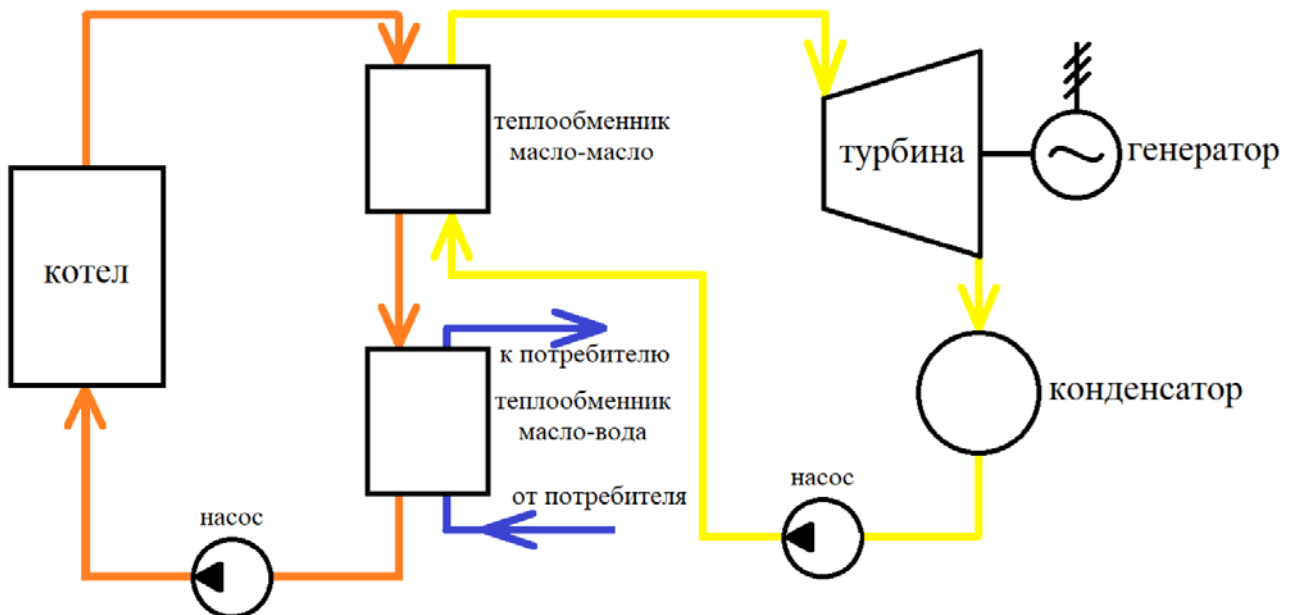 теплообменник
масло-масло
турбина
генератор
котел
к потребителю
теплообменник
масло-вода
конденсатор
от потребителя
насос
насос